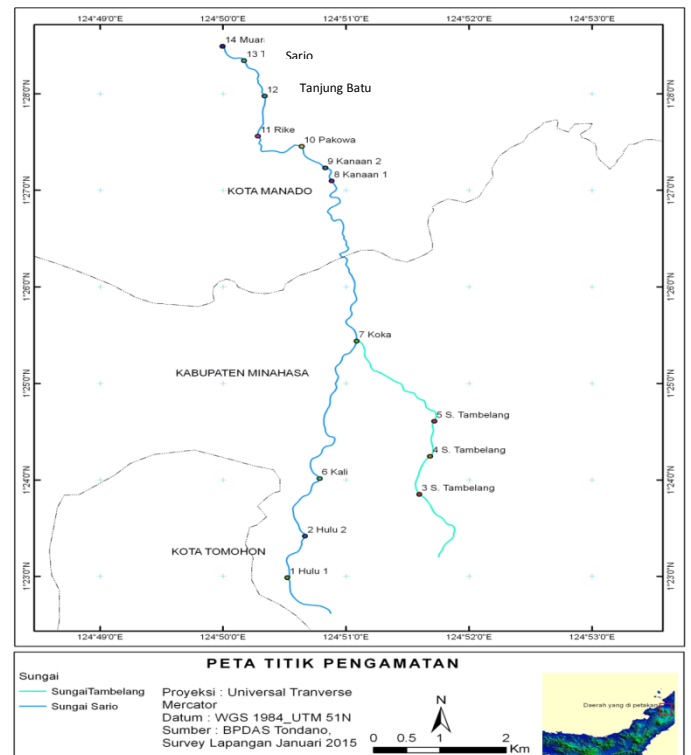 124°49'0"E 124°50'0"E 124°51'0"E 124°52'0"E 124°53'0"E
14 Muar
13 T
Sario
12
Tanjung Batu
1°28'0"N 1°28'0"N
11 Rike
10 Pakowa
9 Kanaan 2
8 Kanaan 1
1°27'0"N 1°27'0"N
KOTA MANADO
1°26'0"N 1°26'0"N
7 Koka
KABUPATEN MINAHASA
1°25'0"N 1°25'0"N
5 S. Tambelang
4 S. Tambelang
1°24'0"N 1°24'0"N
6 Kali
3 S. Tambelang
2 Hulu 2
KOTA TOMOHON
1°23'0"N 1°23'0"N
1 Hulu 1
124°49'0"E 124°50'0"E 124°51'0"E 124°52'0"E 124°53'0"E
PETA TITIK PENGAMATAN
Sungai
SungaiTambelang
Sungai Sario
Proyeksi : Universal Tranverse
Mercator
Datum : WGS 1984_UTM 51N
Sumber : BPDAS Tondano,
Survey Lapangan Januari 2015
N
0 0.5 1 2
Km
Daerah yang di petakan